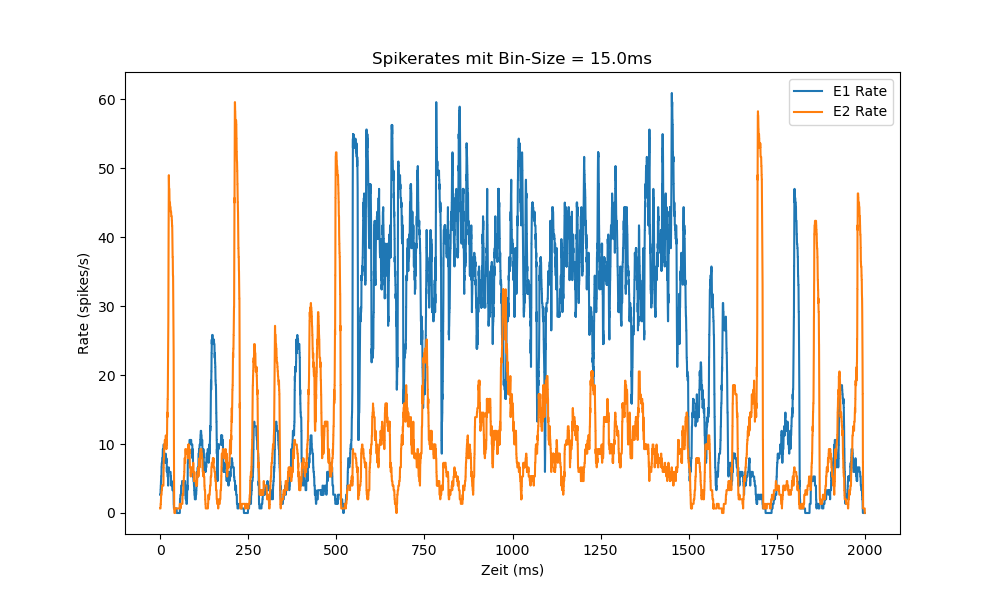 Spikerates mit Bin-Size = 15.0ms
E1 Rate
E2 Rate
60
50
40
30
20
10
0
Rate (spikes/s)
0 250 500 750 1000 1250 1500 1750 2000
Zeit (ms)